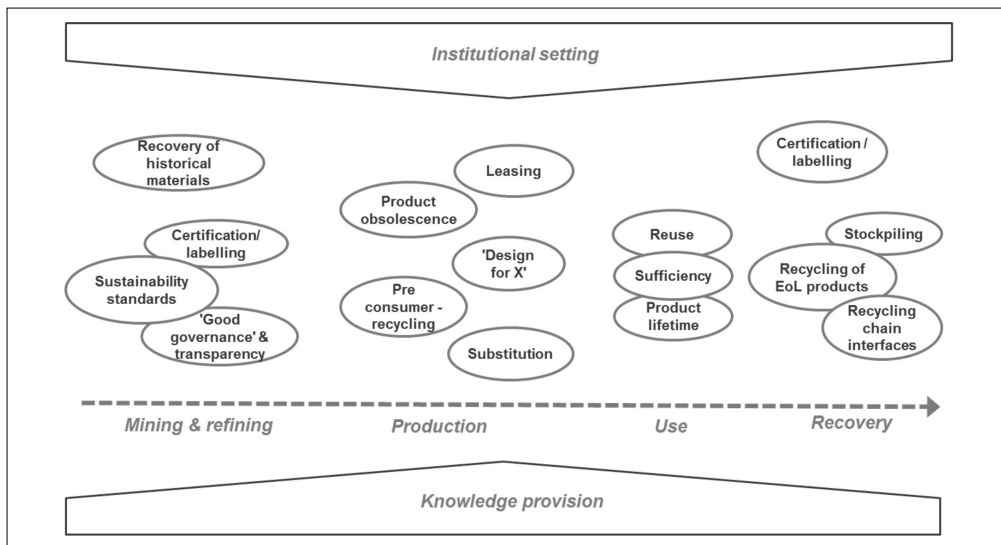 Institutional setting
Recovery of
historical
materials
Certification/
labelling
Sustainability
standards
'Good
governance' &
transparency
Leasing
Product
obsolescence
'Design
for X'
Pre
consumer -
recycling
Substitution
Reuse
Sufficiency
Product
lifetime
Certification /
labelling
Stockpiling
Recycling of
EoL products
Recycling
chain
interfaces
Mining & refining
Production
Use
Recovery
Knowledge provision